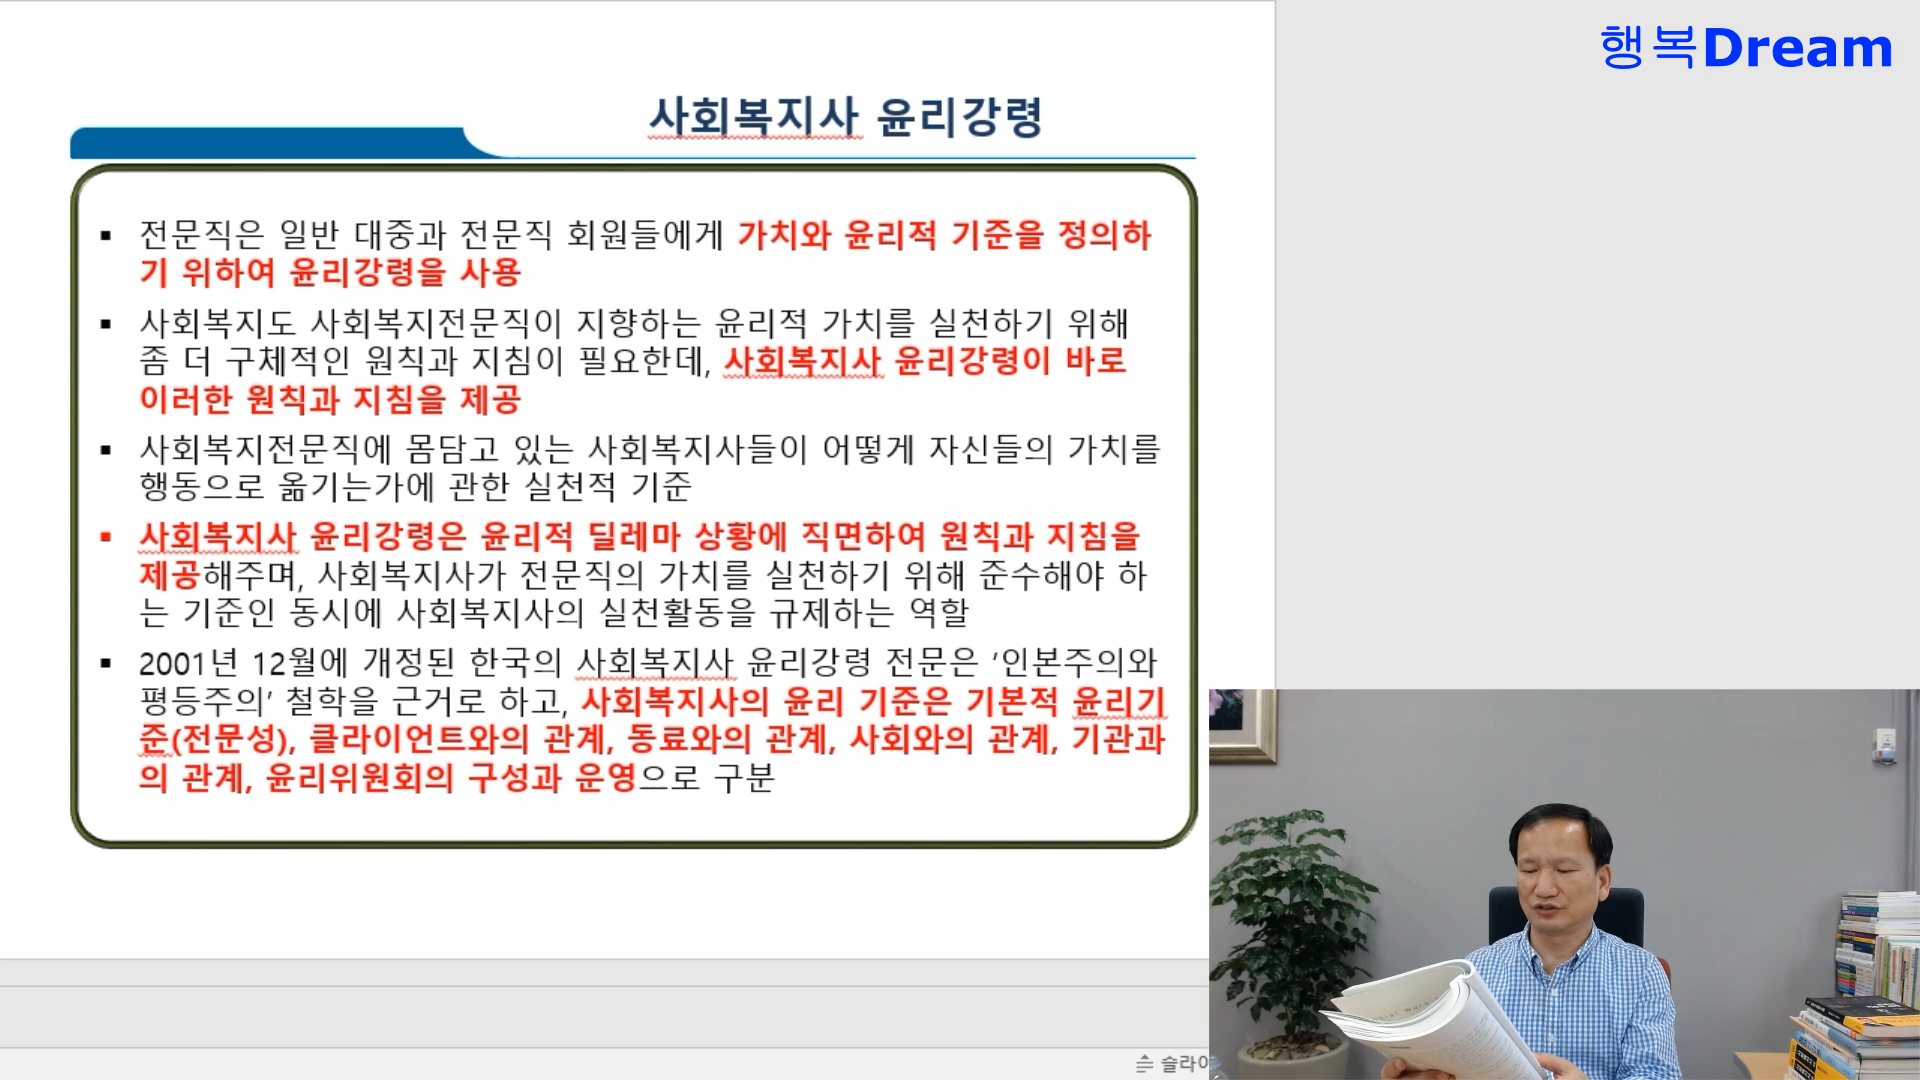 행복Dream
사회복지사 윤리강령
▪ 전문직은 일반 대중과 전문직 회원들에게 가치와 윤리적 기준을 정의하
기 위하여 윤리강령을 사용
▪ 사회복지도 사회복지전문직이 지향하는 윤리적 가치를 실천하기 위해
좀 더 구체적인 원칙과 지침이 필요한데, 사회복지사 윤리강령이 바로
이러한 원칙과 지침을 제공
▪ 사회복지전문직에 몸담고 있는 사회복지사들이 어떻게 자신들의 가치를
행동으로 옮기는가에 관한 실천적 기준
▪ 사회복지사 윤리강령은 윤리적 딜레마 상황에 직면하여 원칙과 지침을
제공해주며, 사회복지사가 전문직의 가치를 실천하기 위해 준수해야 하
는 기준인 동시에 사회복지사의 실천활동을 규제하는 역할
▪ 2001년 12월에 개정된 한국의 사회복지사 윤리강령 전문은 ‘인본주의와
평등주의’ 철학을 근거로 하고, 사회복지사의 윤리 기준은 기본적 윤리기
준(전문성), 클라이언트와의 관계, 동료와의 관계, 사회와의 관계, 기관과
의 관계, 윤리위원회의 구성과 운영으로 구분